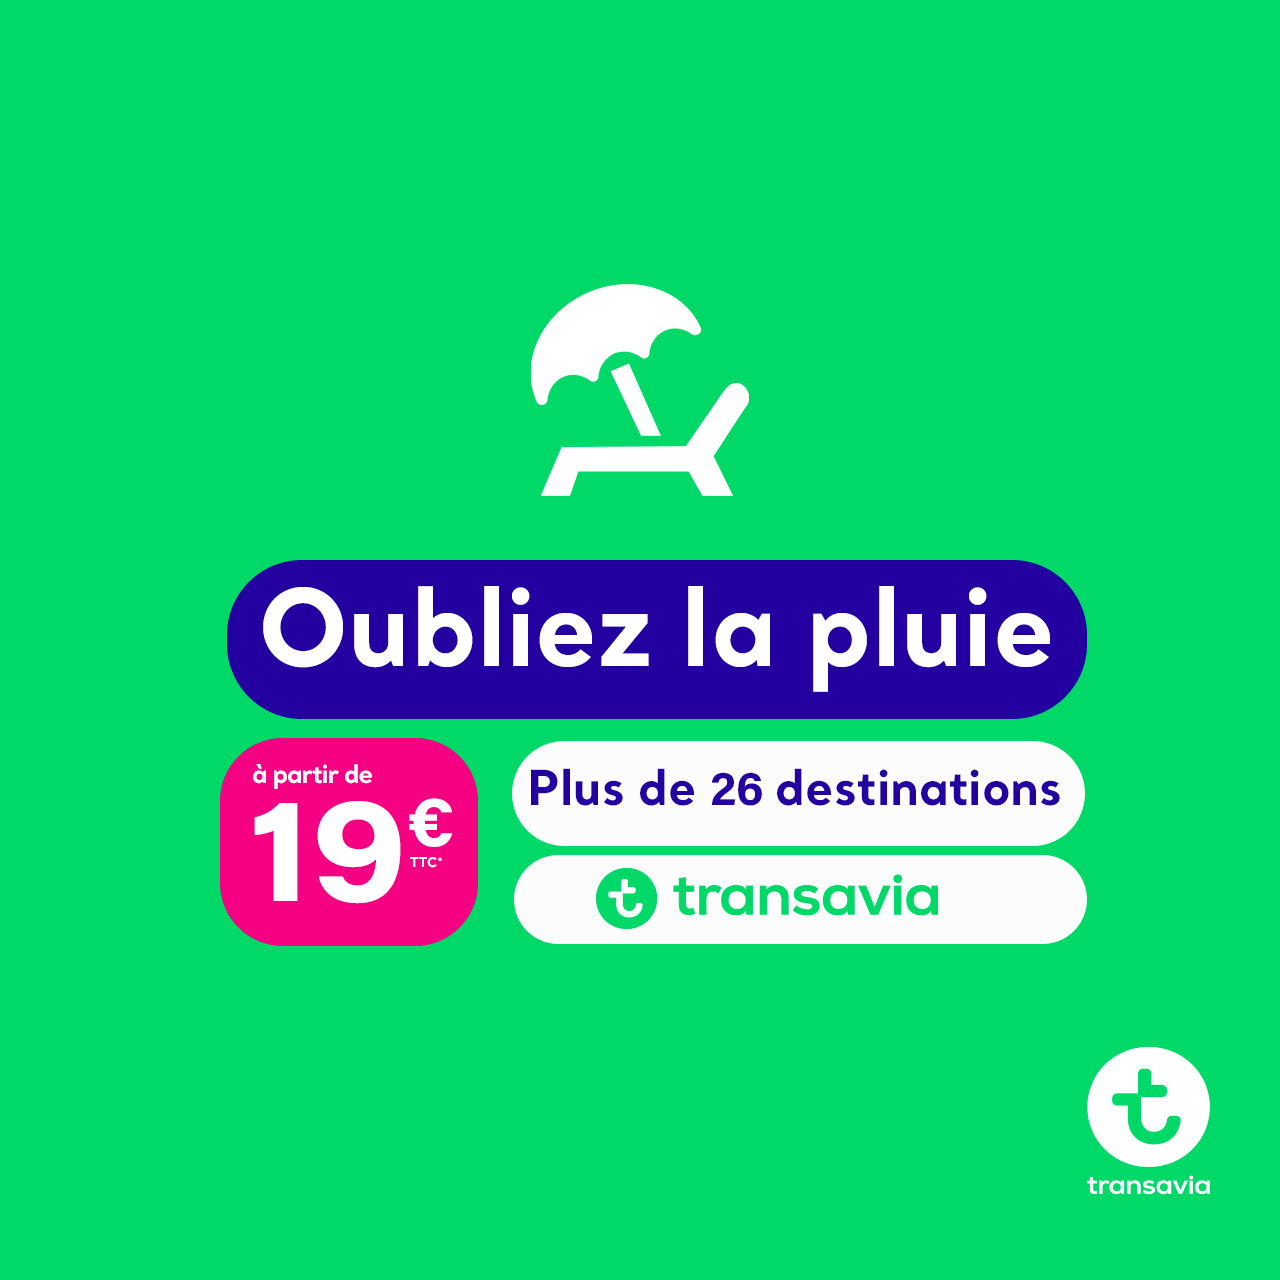 Oubliez la pluie
à partir de
19€
TTC*
Plus de 26 destinations
transavia
transavia